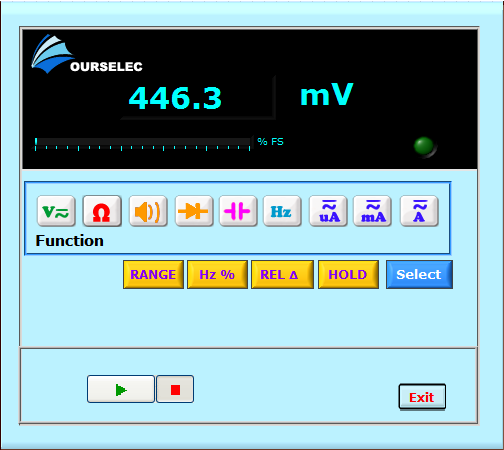 OURSELEC
446.3 mV
% FS
V≂ Ω Hz uA mA A
Function
RANGE Hz % REL Δ HOLD Select
Exit